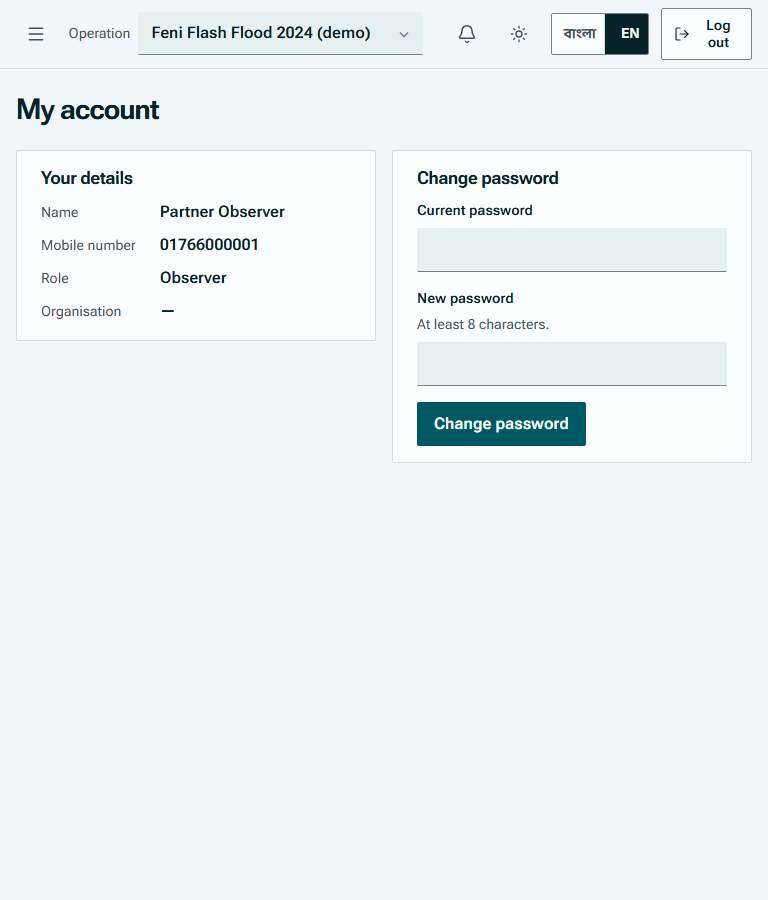 Operation
Feni Flash Flood 2024 (demo)
বাংলা
EN
Log
out
My account
Your details
Name
Partner Observer
Mobile number
01766000001
Role
Observer
Organisation
—
Change password
Current password
New password
At least 8 characters.
Change password